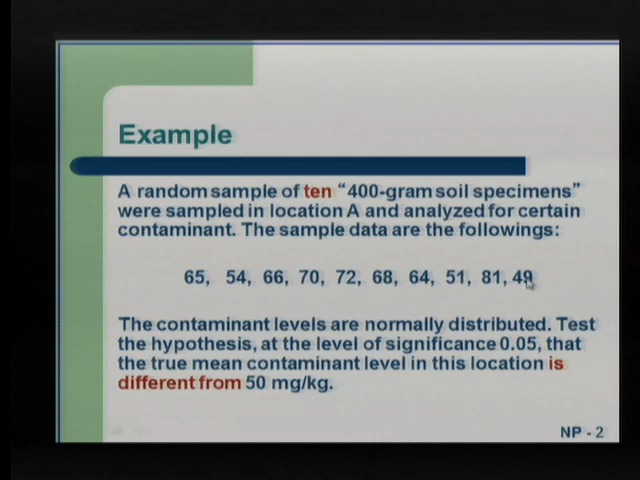 Example
A random sample of ten “400-gram soil specimens”
were sampled in location A and analyzed for certain
contaminant. The sample data are the followings:
65, 54, 66, 70, 72, 68, 64, 51, 81, 49
The contaminant levels are normally distributed. Test
the hypothesis, at the level of significance 0.05, that
the true mean contaminant level in this location is
different from 50 mg/kg.
NP - 2